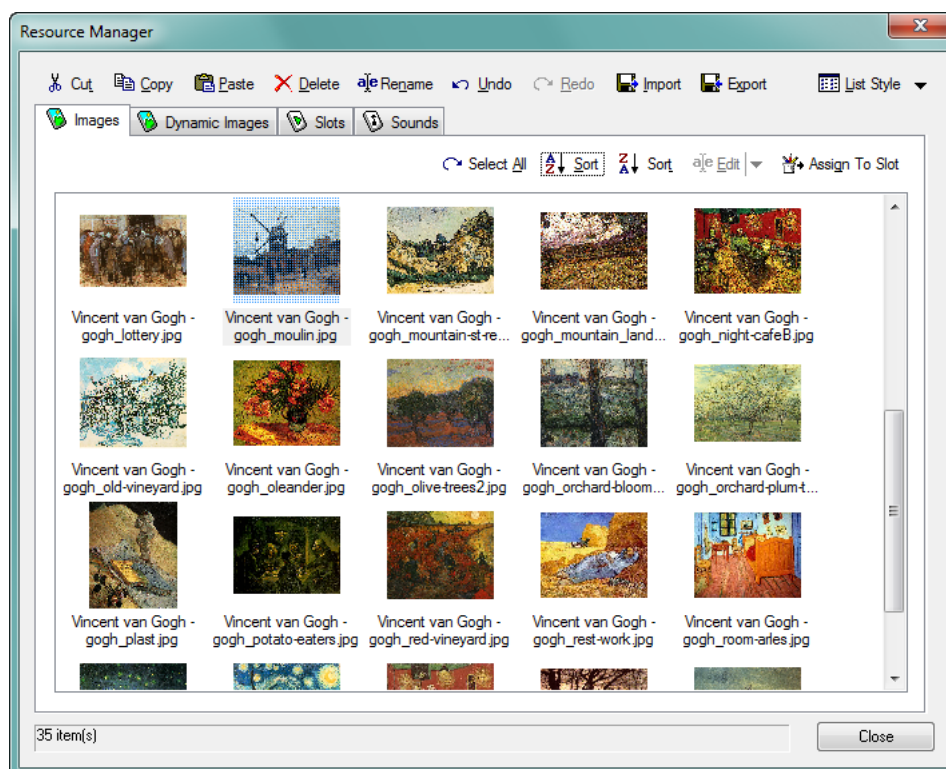 Resource Manager
Cut Copy Paste Delete Rename Undo Redo Import Export List Style
Images Dynamic Images Slots Sounds
Select All Sort Sort Edit Assign To Slot
Vincent van Gogh - Vincent van Gogh - Vincent van Gogh - Vincent van Gogh - Vincent van Gogh -
gogh_lottery.jpg gogh_moulin.jpg gogh_mountain-st-re... gogh_mountain_land... gogh_night-cafeB.jpg
Vincent van Gogh - Vincent van Gogh - Vincent van Gogh - Vincent van Gogh - Vincent van Gogh -
gogh_old-vineyard.jpg gogh_oleander.jpg gogh_olive-trees2.jpg gogh_orchard-bloom... gogh_orchard-plum-t...
Vincent van Gogh - Vincent van Gogh - Vincent van Gogh - Vincent van Gogh - Vincent van Gogh -
gogh_plast.jpg gogh_potato-eaters.jpg gogh_red-vineyard.jpg gogh_rest-work.jpg gogh_room-arles.jpg
35 item(s) Close